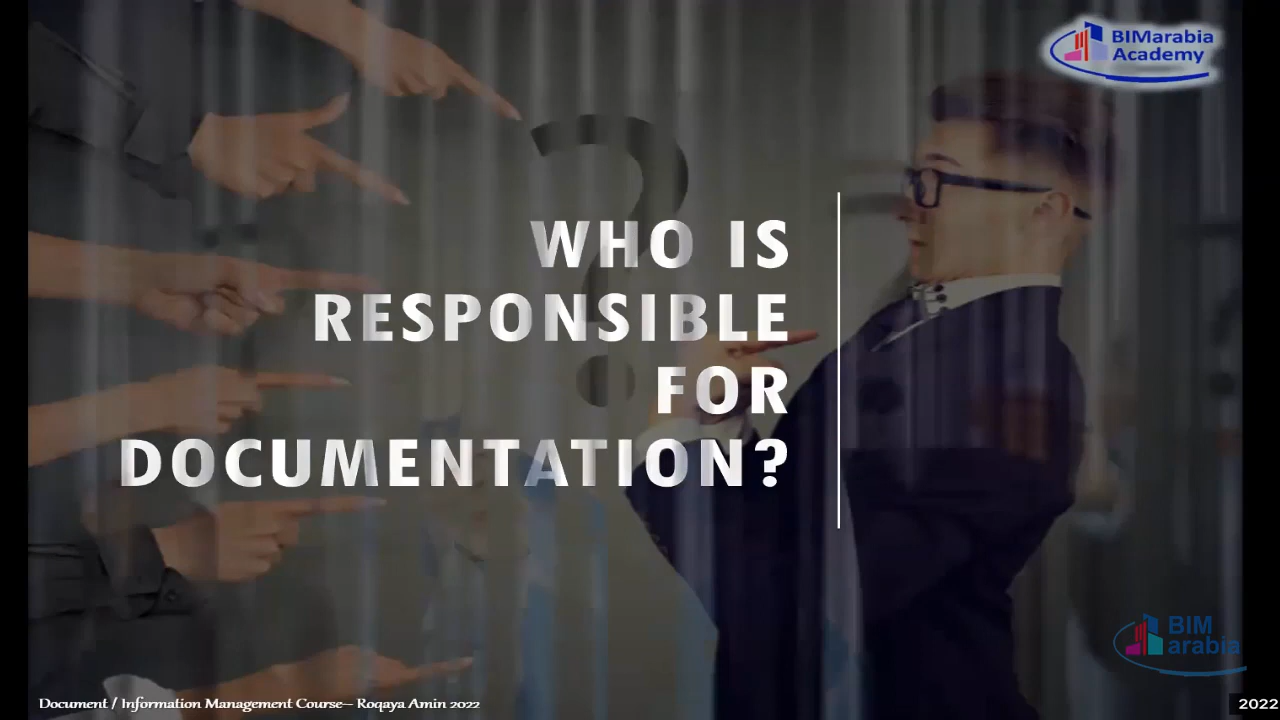 BIMarabia
Academy
WHO IS
RESPONSIBLE
FOR
DOCUMENTATION?
BIM
arabia
Document / Information Management Course– Roqaya Amin 2022
2022